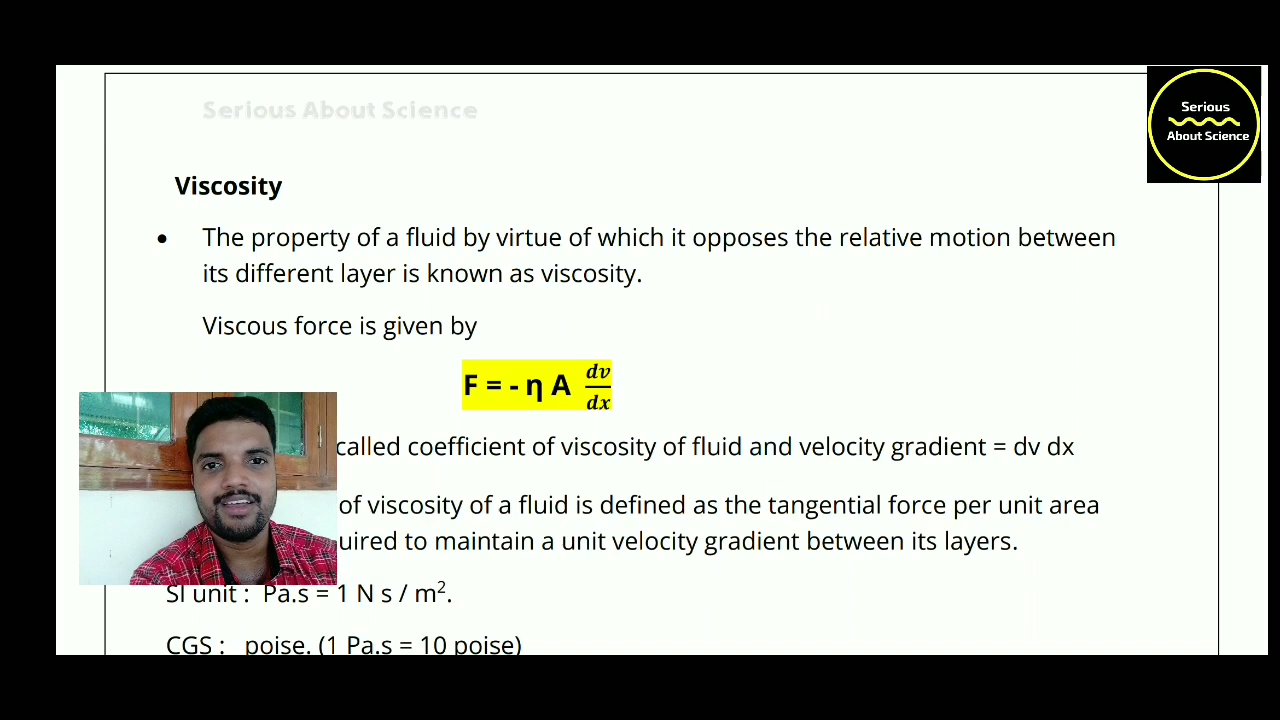 Serious About Science
Serious
About Science
Viscosity
• The property of a fluid by virtue of which it opposes the relative motion between
its different layer is known as viscosity.
Viscous force is given by
F = - η A dv/dx
called coefficient of viscosity of fluid and velocity gradient = dv dx
of viscosity of a fluid is defined as the tangential force per unit area
uired to maintain a unit velocity gradient between its layers.
SI unit : Pa.s = 1 N s / m².
CGS : poise. (1 Pa.s = 10 poise)